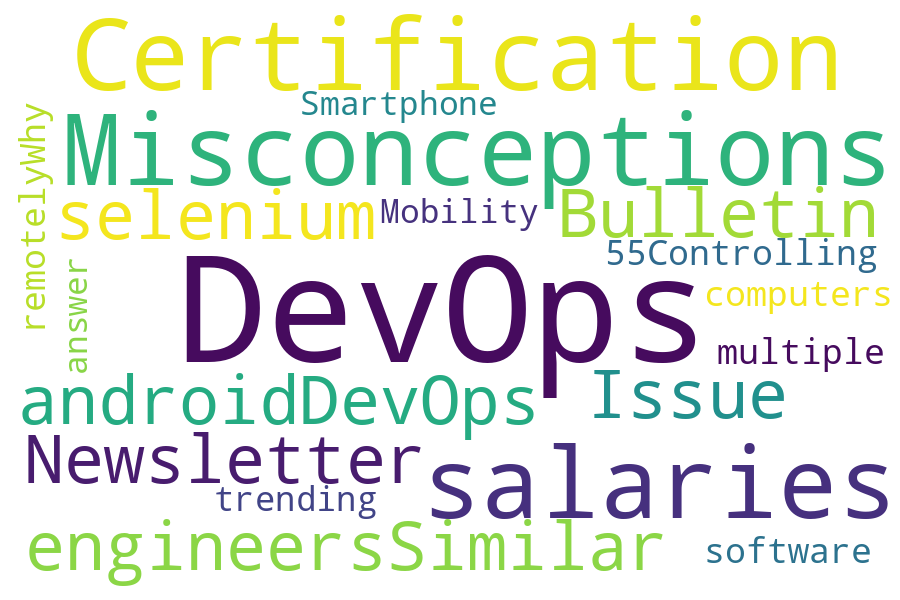 Certification
Smartphone
remotelyWhy
Misconceptions
selenium
Mobility
Bulletin
55Controlling
answer
DevOps
computers
multiple
androidDevOps
Issue
Newsletter
salaries
trending
engineersSimilar
software